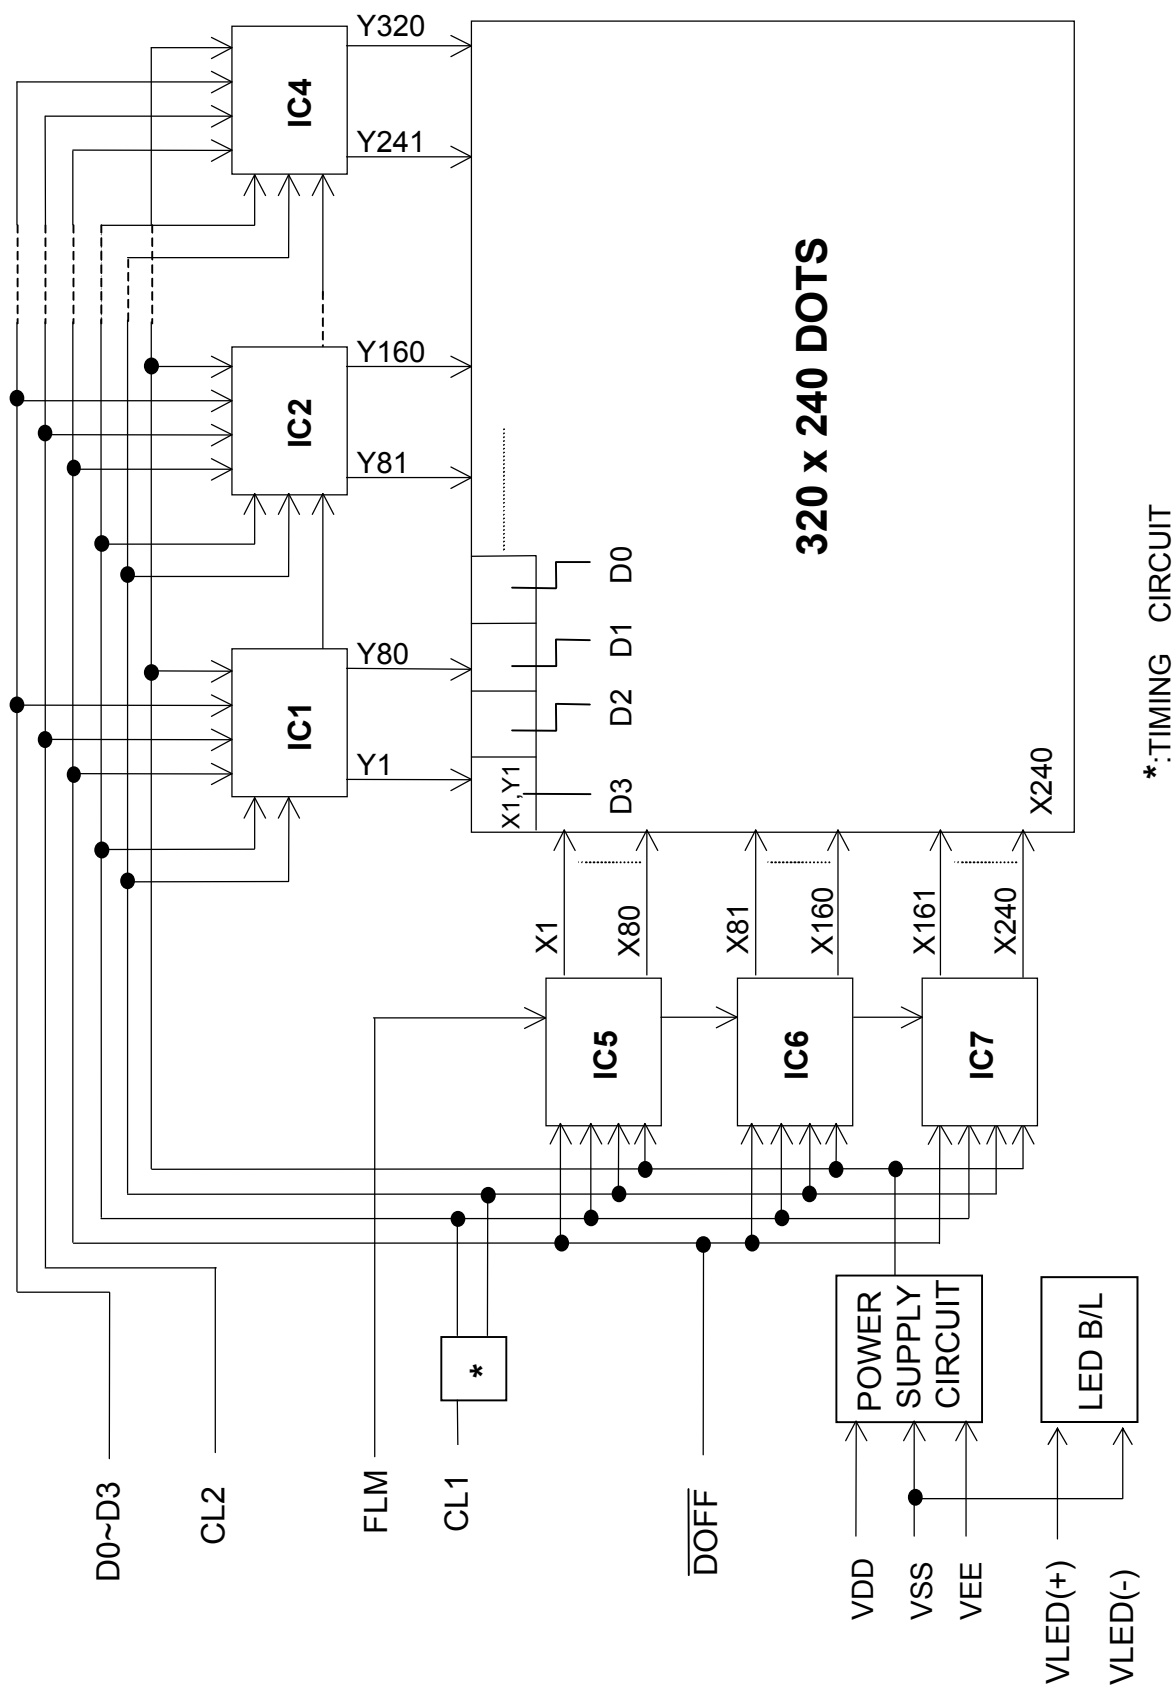 D0~D3
CL2
FLM
CL1
DOFF
VDD
VSS
VEE
VLED(+)
VLED(-)
*
POWER
SUPPLY
CIRCUIT
LED B/L
IC1
IC2
IC4
Y1
Y80
Y81
Y160
Y241
Y320
IC5
IC6
IC7
X1
X80
X81
X160
X161
X240
X1,Y1
D3
D2
D1
D0
320 x 240 DOTS
X240
*:TIMING CIRCUIT